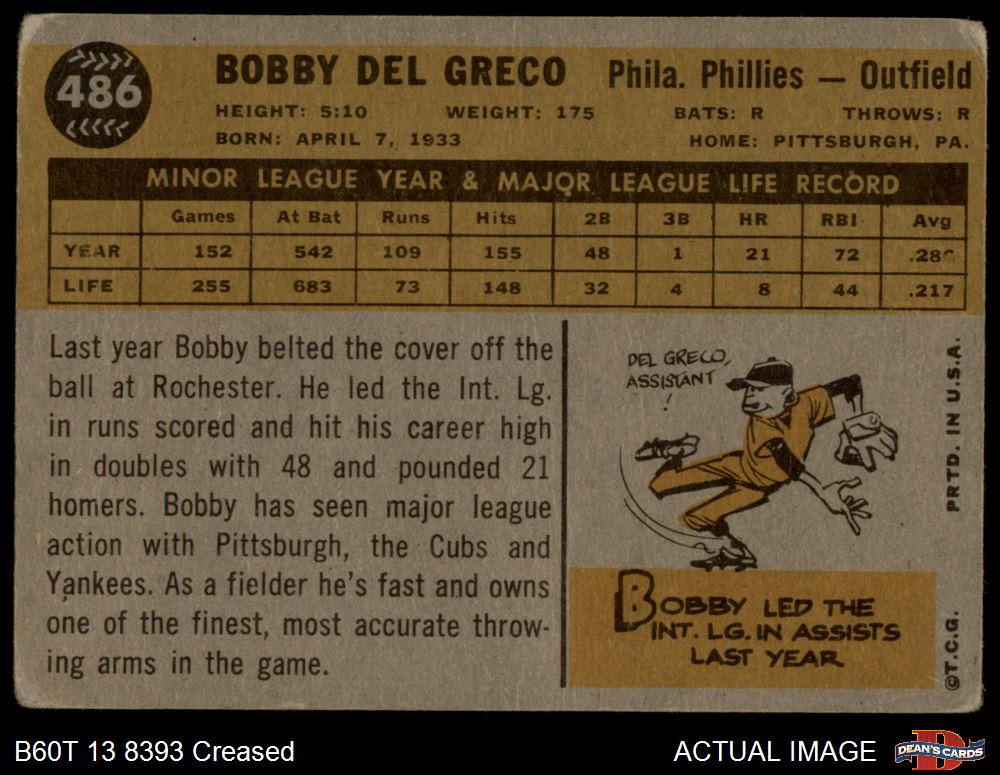 486
BOBBY DEL GRECO Phila. Phillies — Outfield
HEIGHT: 5:10 WEIGHT: 175 BATS: R THROWS: R
BORN: APRIL 7, 1933 HOME: PITTSBURGH, PA.
MINOR LEAGUE YEAR & MAJOR LEAGUE LIFE RECORD
Games At Bat Runs Hits 2B 3B HR RBI Avg
YEAR 152 542 109 155 48 1 21 72
LIFE 255 683 73 148 32 4 8 44 .217
Last year Bobby belted the cover off the
ball at Rochester. He led the Int. Lg.
in runs scored and hit his career high
in doubles with 48 and pounded 21
homers. Bobby has seen major league
action with Pittsburgh, the Cubs and
Yankees. As a fielder he's fast and owns
one of the finest, most accurate throw-
ing arms in the game.
DEL GRECO,
ASSISTANT
!
BOBBY LED THE
INT. LG. IN ASSISTS
LAST YEAR
©T.C.G. PRTD. IN U.S.A.
B60T 13 8393 Creased ACTUAL IMAGE
D
DEAN'S CARDS